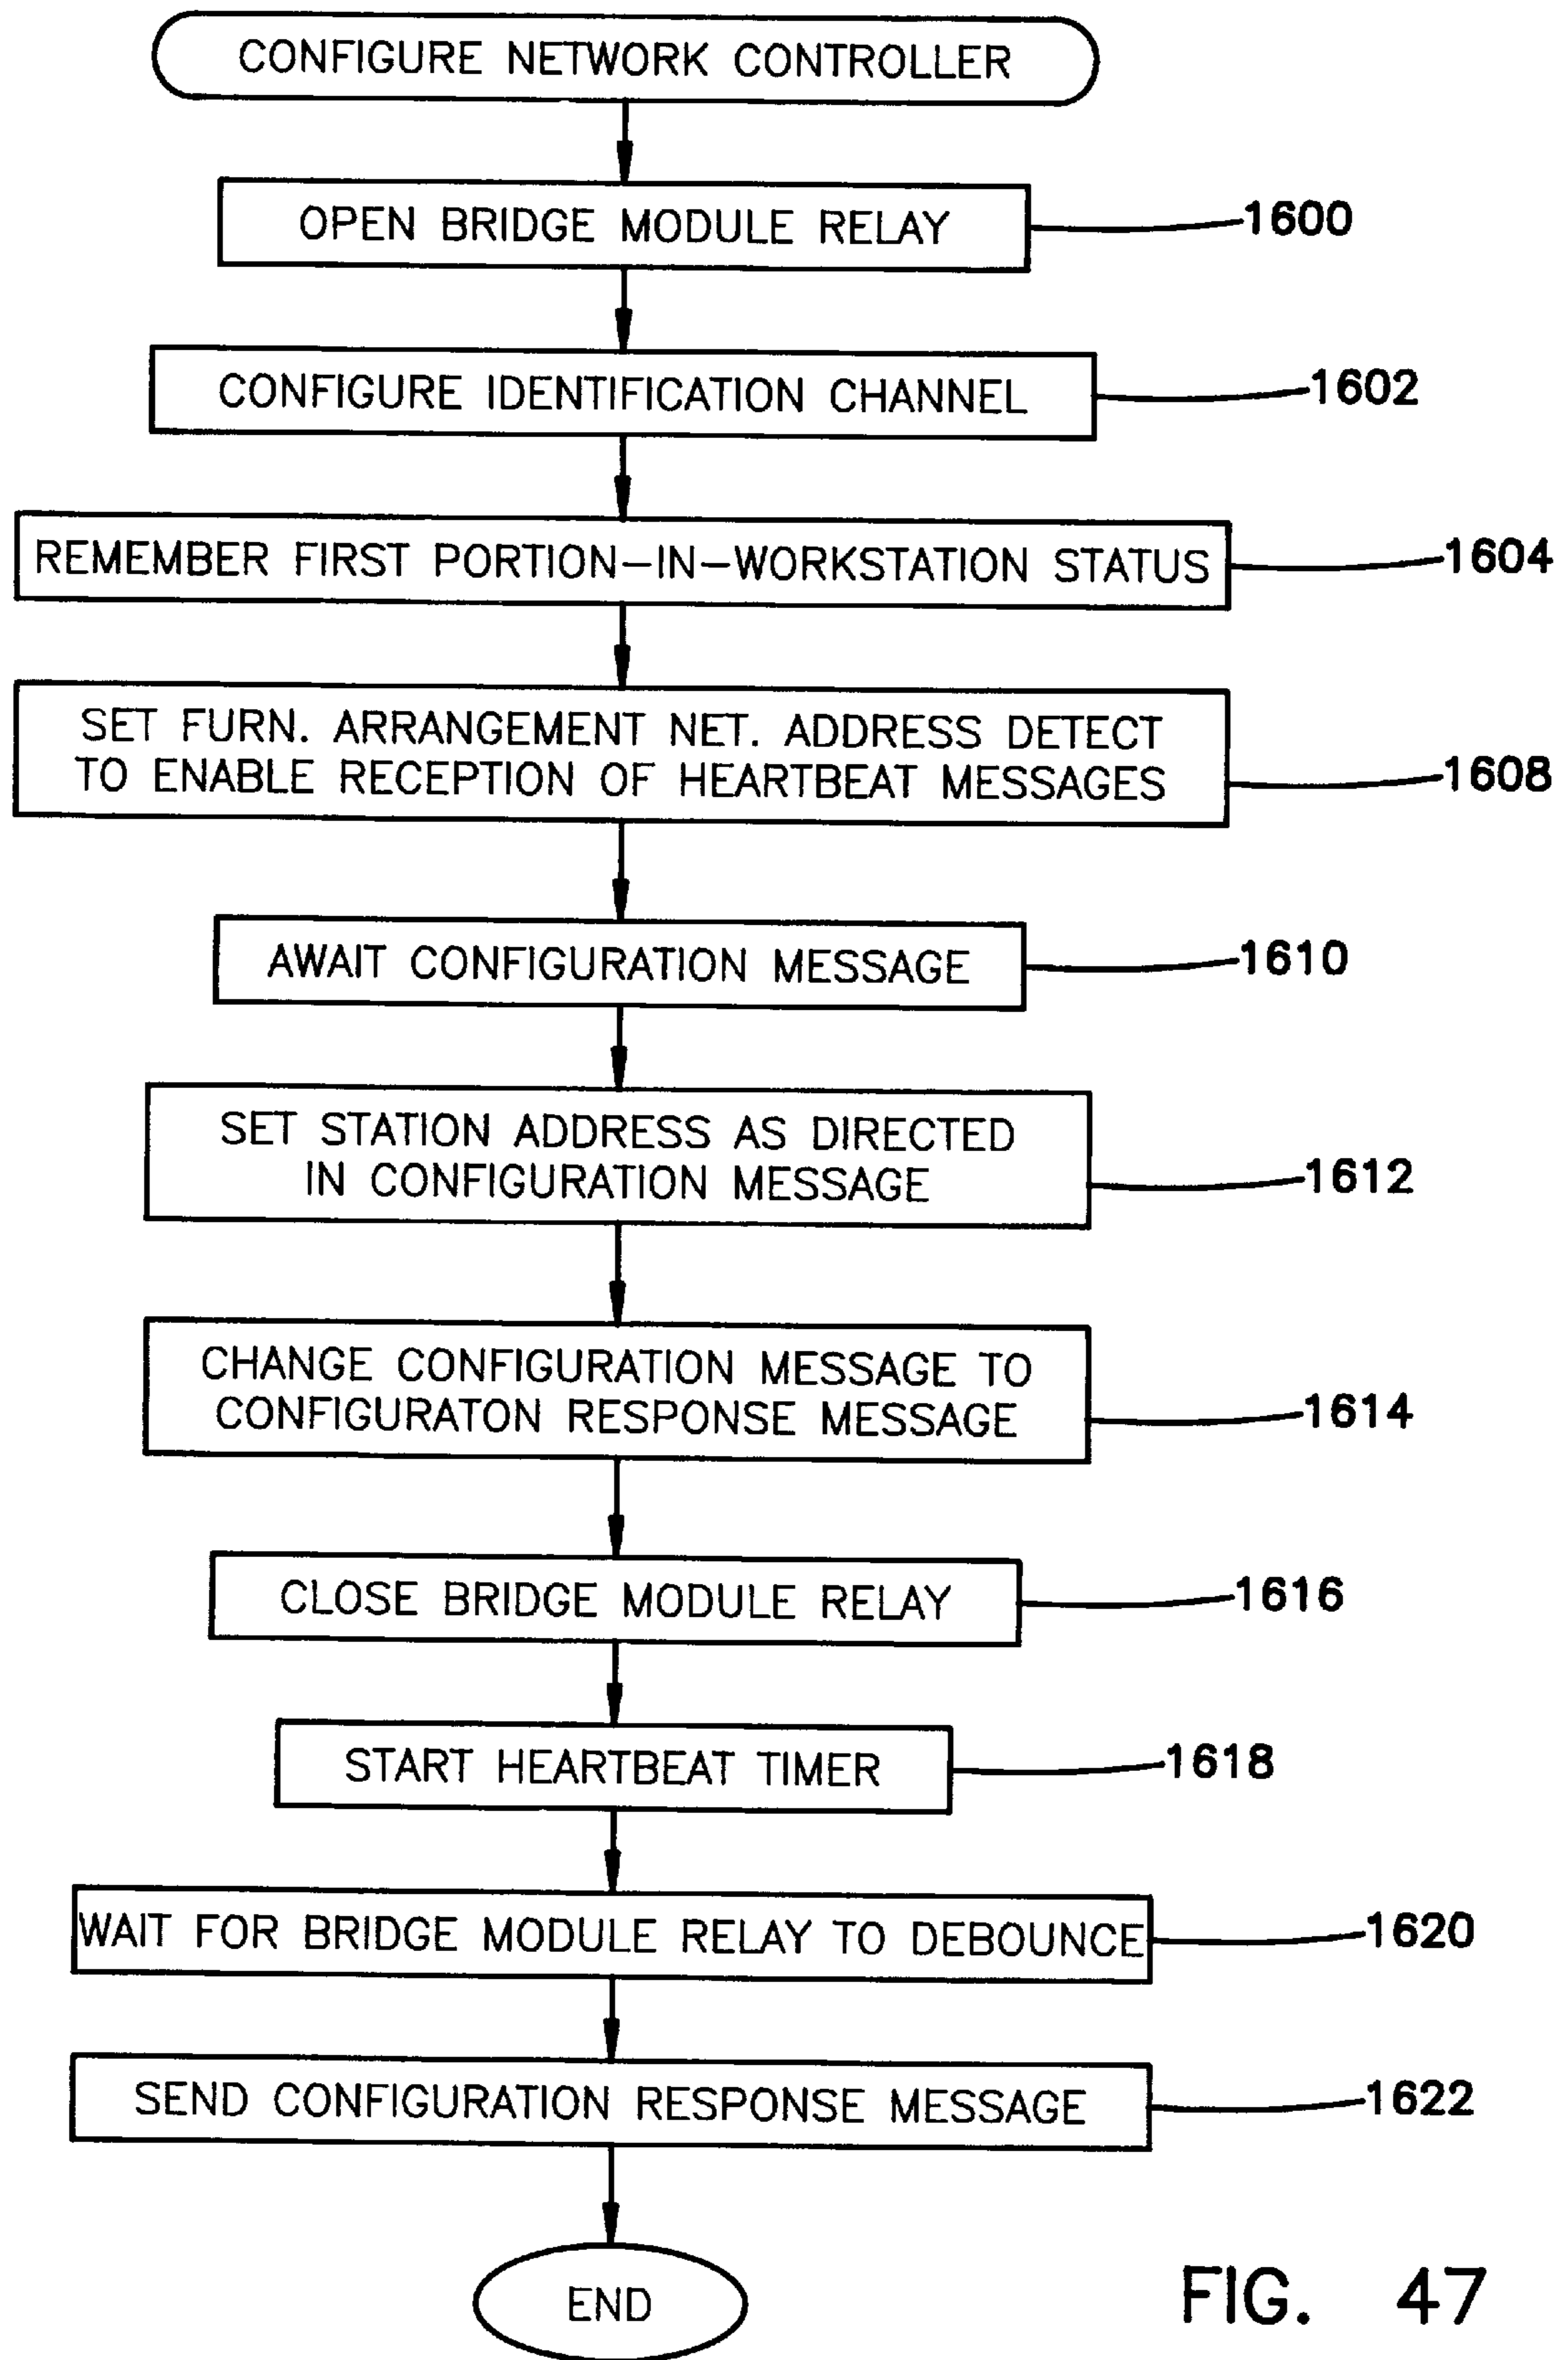 CONFIGURE NETWORK CONTROLLER
OPEN BRIDGE MODULE RELAY
1600
CONFIGURE IDENTIFICATION CHANNEL
1602
REMEMBER FIRST PORTION-IN-WORKSTATION STATUS
1604
SET FURN. ARRANGEMENT NET. ADDRESS DETECT
TO ENABLE RECEPTION OF HEARTBEAT MESSAGES
1608
AWAIT CONFIGURATION MESSAGE
1610
SET STATION ADDRESS AS DIRECTED
IN CONFIGURATION MESSAGE
1612
CHANGE CONFIGURATION MESSAGE TO
CONFIGURATON RESPONSE MESSAGE
1614
CLOSE BRIDGE MODULE RELAY
1616
START HEARTBEAT TIMER
1618
WAIT FOR BRIDGE MODULE RELAY TO DEBOUNCE
1620
SEND CONFIGURATION RESPONSE MESSAGE
1622
END
FIG. 47